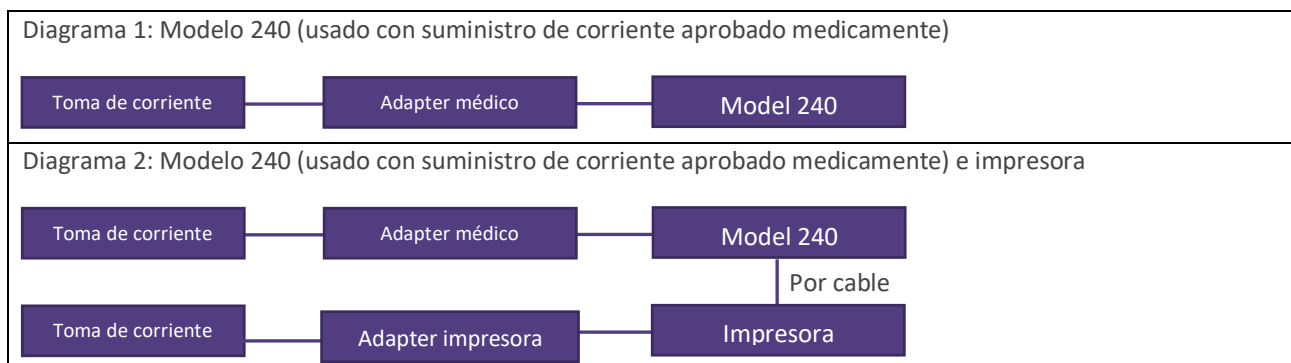 Diagrama 1: Modelo 240 (usado con suministro de corriente aprobado medicamente)
Toma de corriente
Adapter médico
Model 240
Diagrama 2: Modelo 240 (usado con suministro de corriente aprobado medicamente) e impresora
Toma de corriente
Adapter médico
Model 240
Por cable
Toma de corriente
Adapter impresora
Impresora